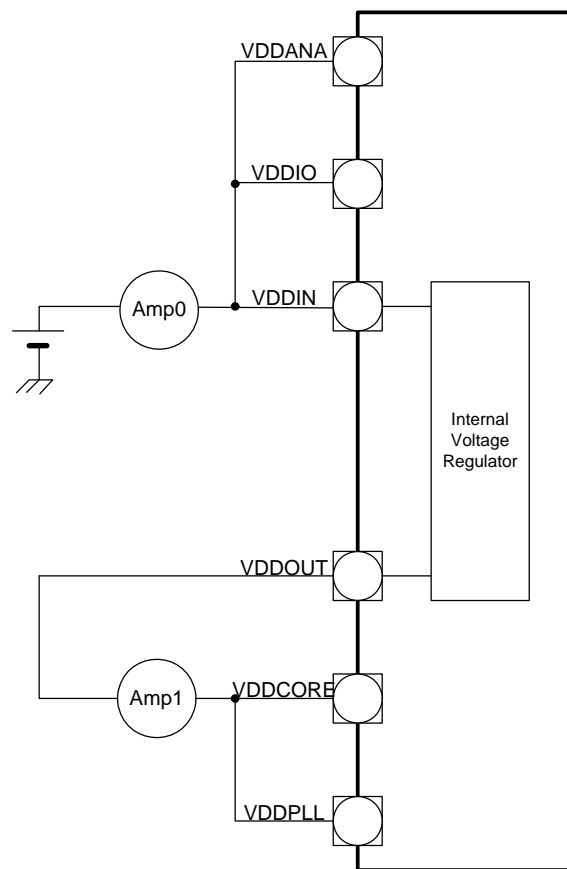 VDDANA
VDDIO
VDDIN
Amp0
Internal
Voltage
Regulator
VDDOUT
VDDCORE
Amp1
VDDPLL